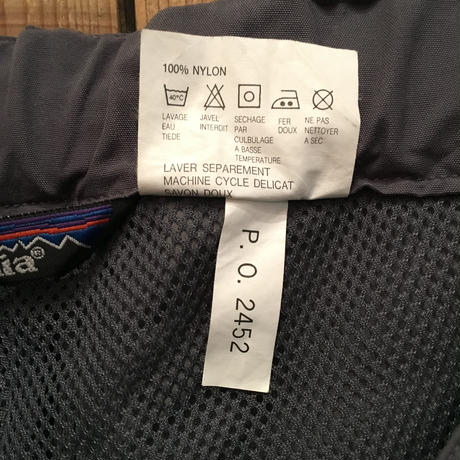 100% NYLON
40°C
LAVAGE EAU TIEDE
JAVEL INTERDIT
SECHAGE PAR CULBULAGE A BASSE TEMPERATURE
FER DOUX
NE PAS NETTOYER A SEC
LAVER SEPAREMENT
MACHINE CYCLE DELICAT
SAVON DOUX
ia®
P.O. 2452